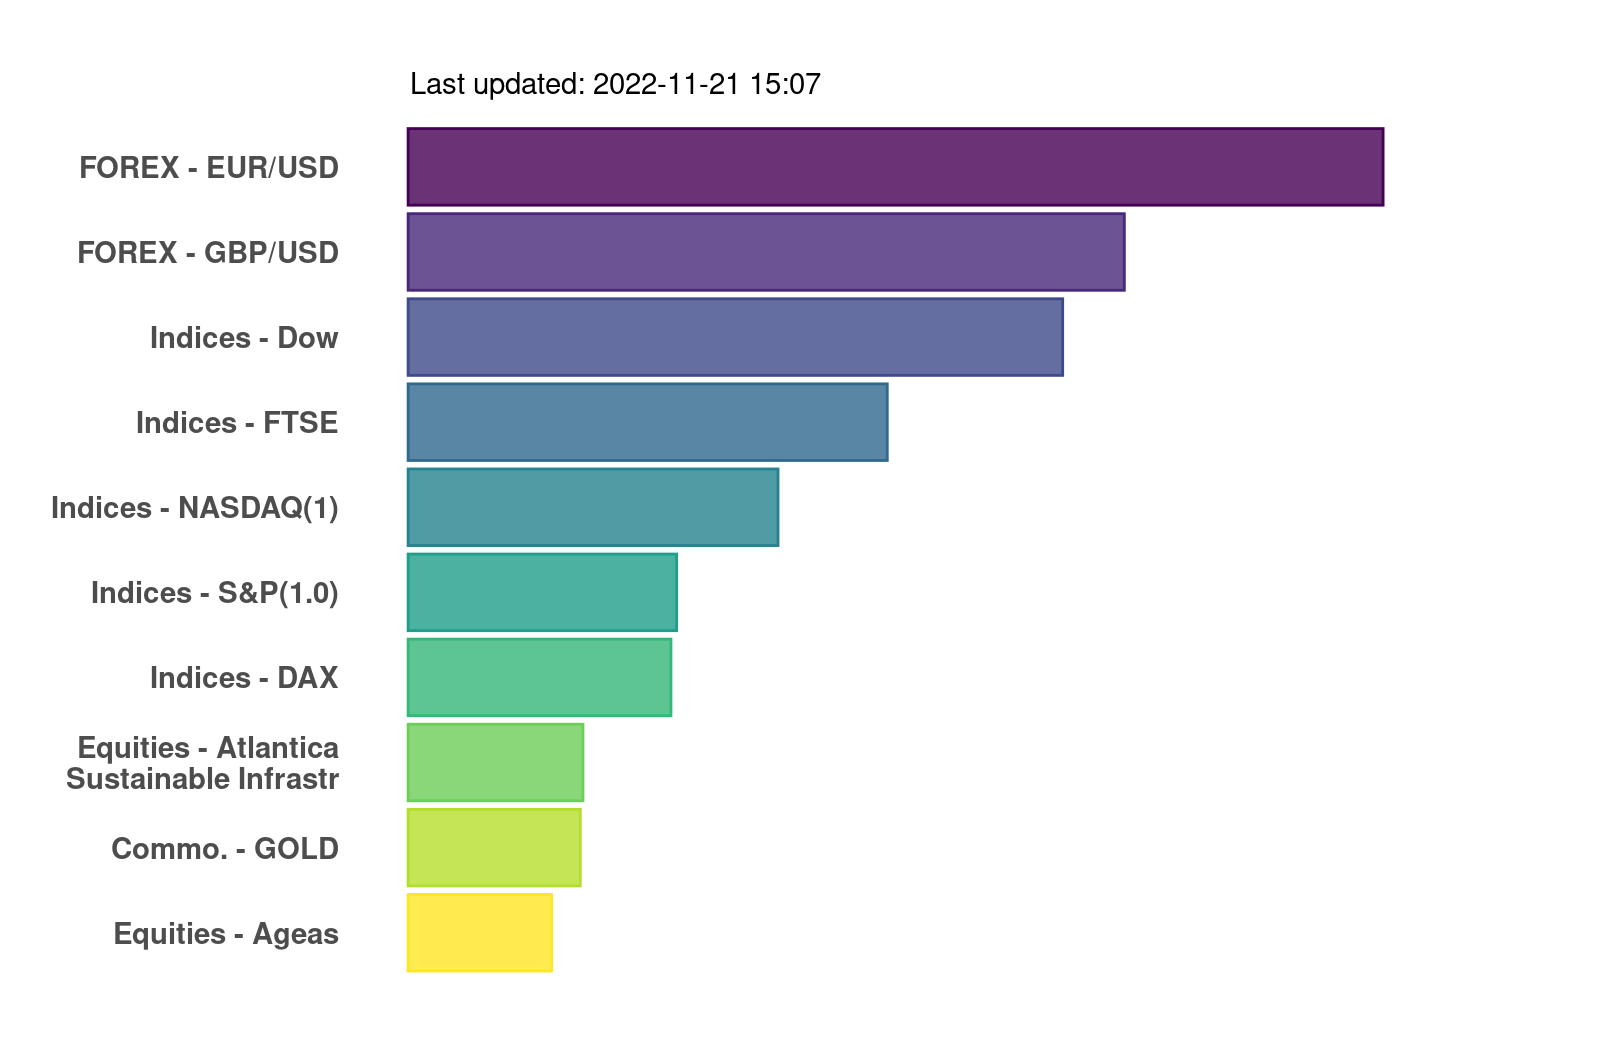 Last updated: 2022-11-21 15:07
FOREX - EUR/USD
FOREX - GBP/USD
Indices - Dow
Indices - FTSE
Indices - NASDAQ(1)
Indices - S&P(1.0)
Indices - DAX
Equities - Atlantica
Sustainable Infrastr
Commo. - GOLD
Equities - Ageas